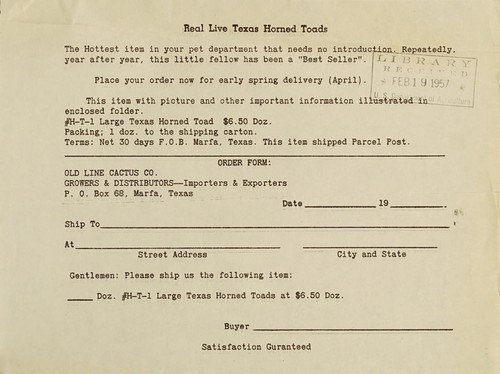 Real Live Texas Horned Toads
The Hottest item in your pet department that needs no introduction. Repeatedly,
year after year, this little fellow has been a "Best Seller".
LIBRARY
RECEIVED
FEB 19 1957
U. S.
Place your order now for early spring delivery (April).
This item with picture and other important information illustrated in
enclosed folder.
#H-T-1 Large Texas Horned Toad $6.50 Doz.
Packing; 1 doz. to the shipping carton.
Terms: Net 30 days F.O.B. Marfa, Texas. This item shipped Parcel Post.
ORDER FORM:
OLD LINE CACTUS CO.
GROWERS & DISTRIBUTORS--Importers & Exporters
P. O. Box 68, Marfa, Texas
Date 19 .
Ship To
At
Street Address City and State
Gentlemen: Please ship us the following item:
Doz. #H-T-1 Large Texas Horned Toads at $6.50 Doz.
Buyer
Satisfaction Guranteed